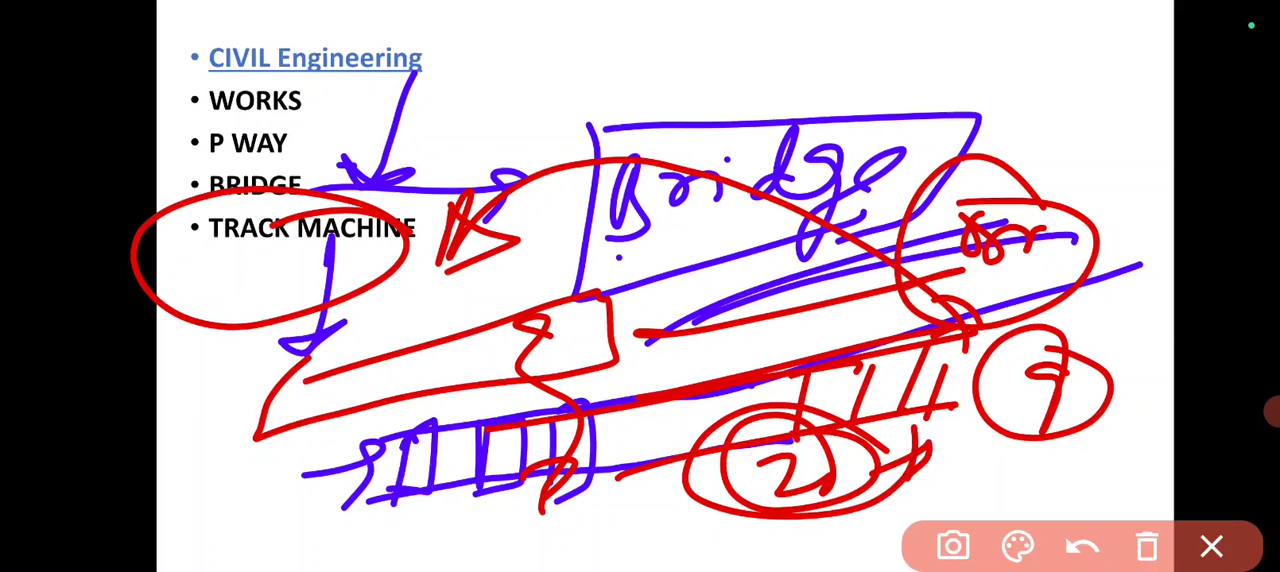 • CIVIL Engineering
• WORKS
• P WAY
• BRIDGE
• TRACK MACHINE
Bridge